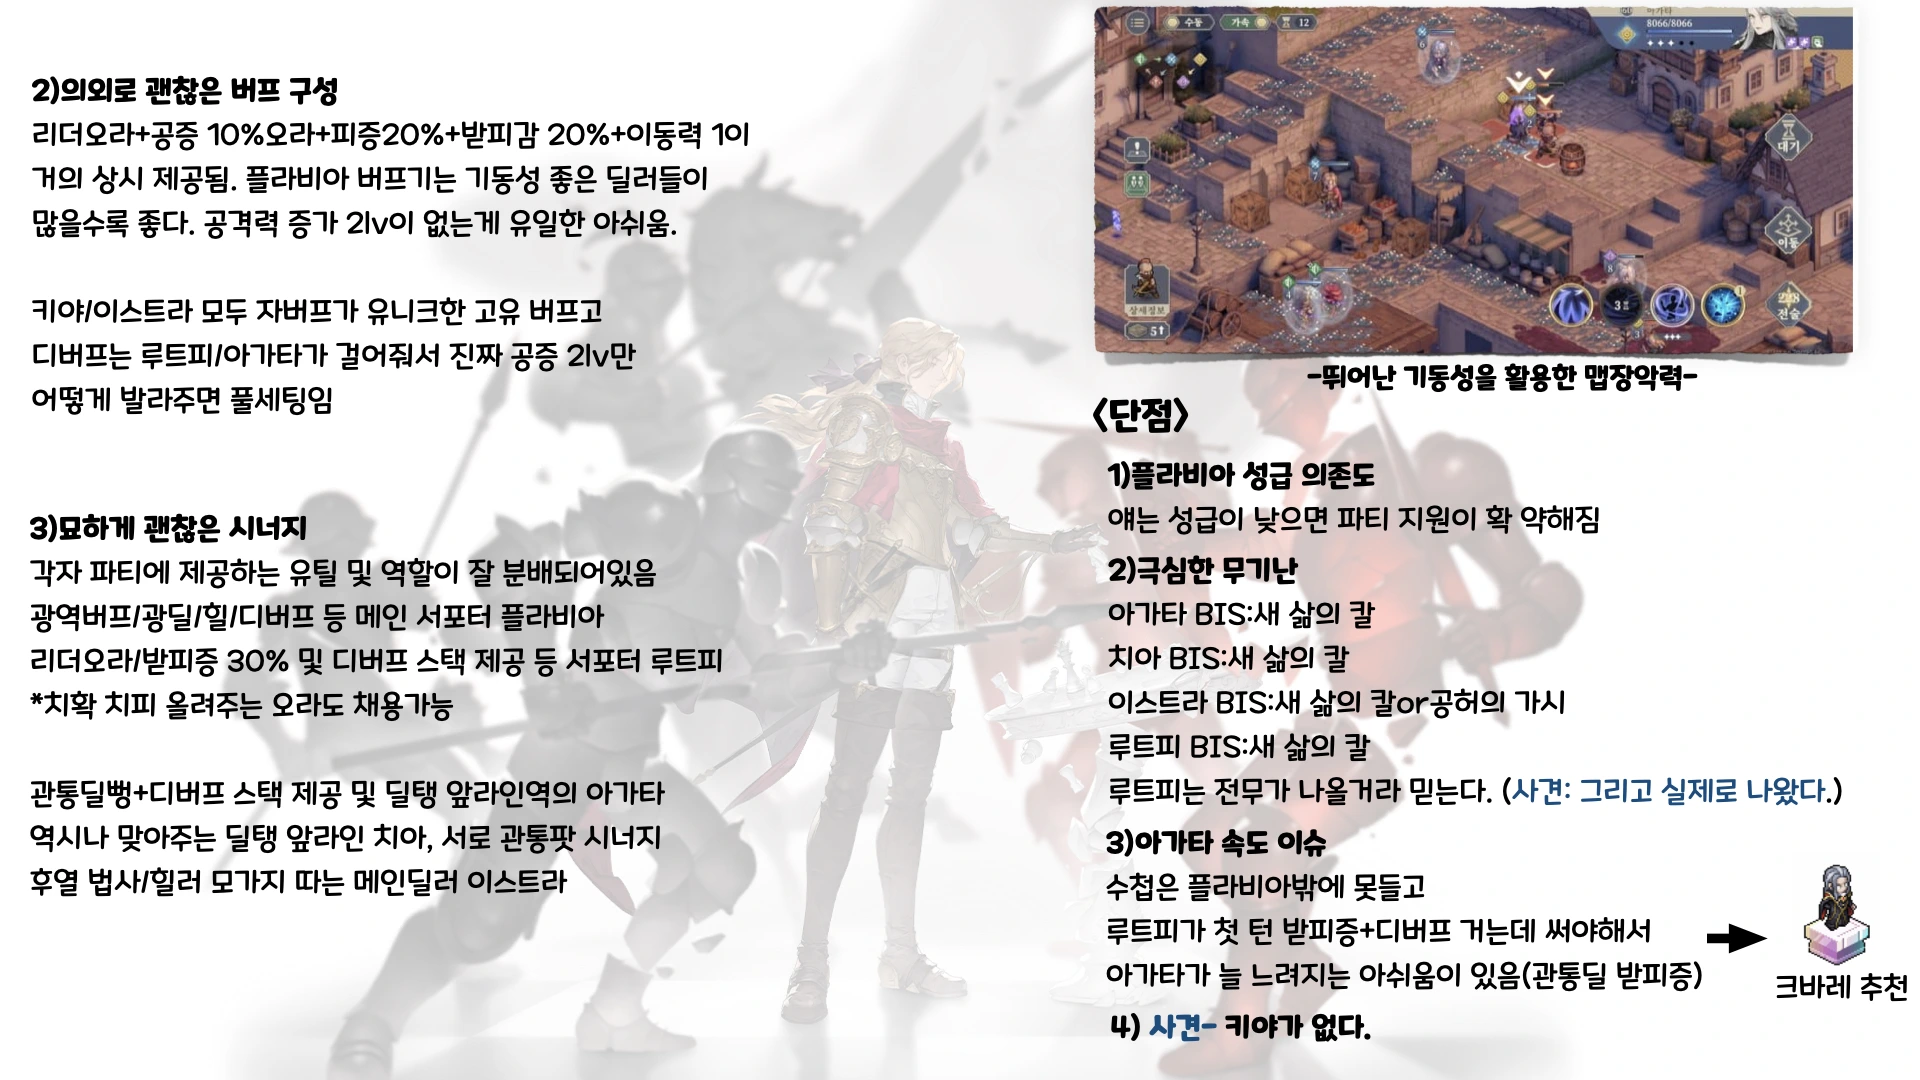 2)의외로 괜찮은 버프 구성
리더오라+공증 10%오라+피증20%+받피감 20%+이동력 1이
거의 상시 제공됨. 플라비아 버프기는 기동성 좋은 딜러들이
많을수록 좋다. 공격력 증가 2lv이 없는게 유일한 아쉬움.
키야/이스트라 모두 자버프가 유니크한 고유 버프고
디버프는 루트피/아가타가 걸어줘서 진짜 공증 2lv만
어떻게 발라주면 풀세팅임
3)묘하게 괜찮은 시너지
각자 파티에 제공하는 유틸 및 역할이 잘 분배되어있음
광역버프/광딜/힐/디버프 등 메인 서포터 플라비아
리더오라/받피증 30% 및 디버프 스택 제공 등 서포터 루트피
*치확 치피 올려주는 오라도 채용가능
관통딜뻥+디버프 스택 제공 및 딜탱 앞라인역의 아가타
역시나 맞아주는 딜탱 앞라인 치아, 서로 관통팟 시너지
후열 법사/힐러 모가지 따는 메인딜러 이스트라
수동
가속
12
8066/8066
6
대기
이동
상세정보
5
8
3
1
전술
-뛰어난 기동성을 활용한 맵장악력-
<단점>
1)플라비아 성급 의존도
얘는 성급이 낮으면 파티 지원이 확 약해짐
2)극심한 무기난
아가타 BIS:새 삶의 칼
치아 BIS:새 삶의 칼
이스트라 BIS:새 삶의 칼or공허의 가시
루트피 BIS:새 삶의 칼
루트피는 전무가 나올거라 믿는다. (사견: 그리고 실제로 나왔다.)
3)아가타 속도 이슈
수첩은 플라비아밖에 못들고
루트피가 첫 턴 받피증+디버프 거는데 써야해서
아가타가 늘 느려지는 아쉬움이 있음(관통딜 받피증)
크바레 추천
4) 사견- 키야가 없다.